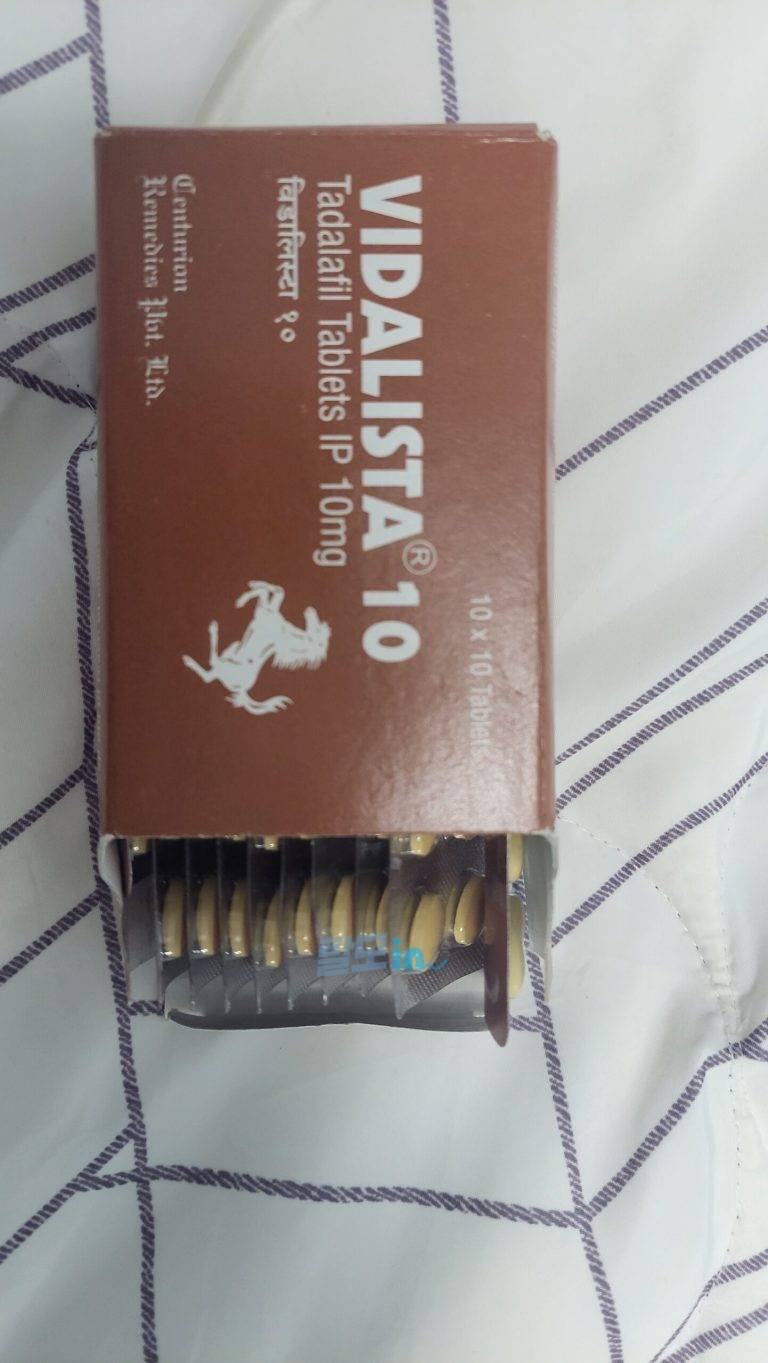 10 x 10 Tablets
VIDALISTA® 10
Tadalafil Tablets IP 10mg
विडालिस्टा १०
Centurion
Remedies Pvt. Ltd.